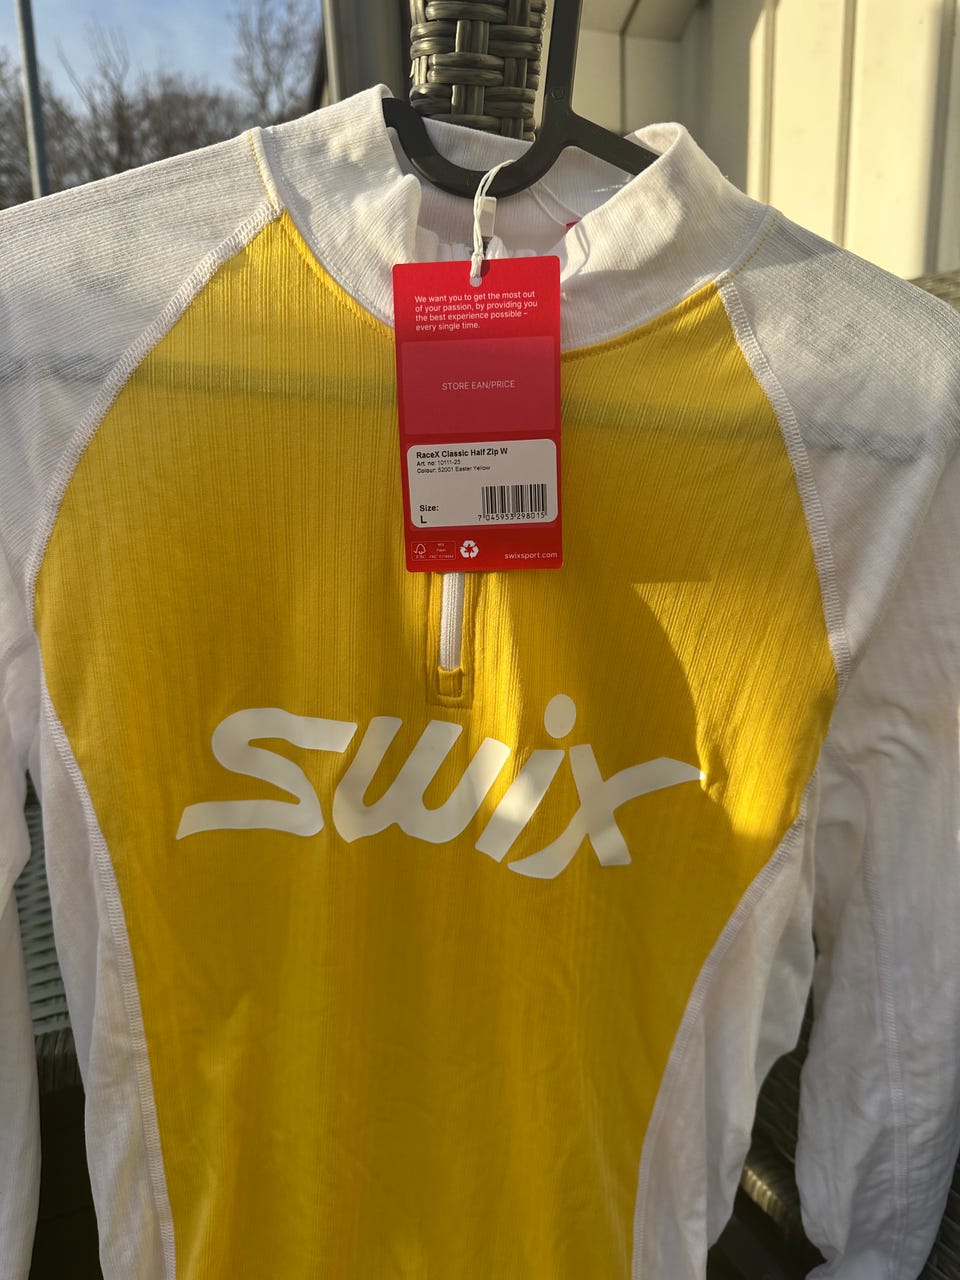 We want you to get the most out
of your passion, by providing you
the best experience possible –
every single time.
STORE EAN/PRICE
RaceX Classic Half Zip W
Art. no: 10111-23
Colour: 52001 Easter Yellow
Size:
L
7 045953 298015
swixsport.com
swix